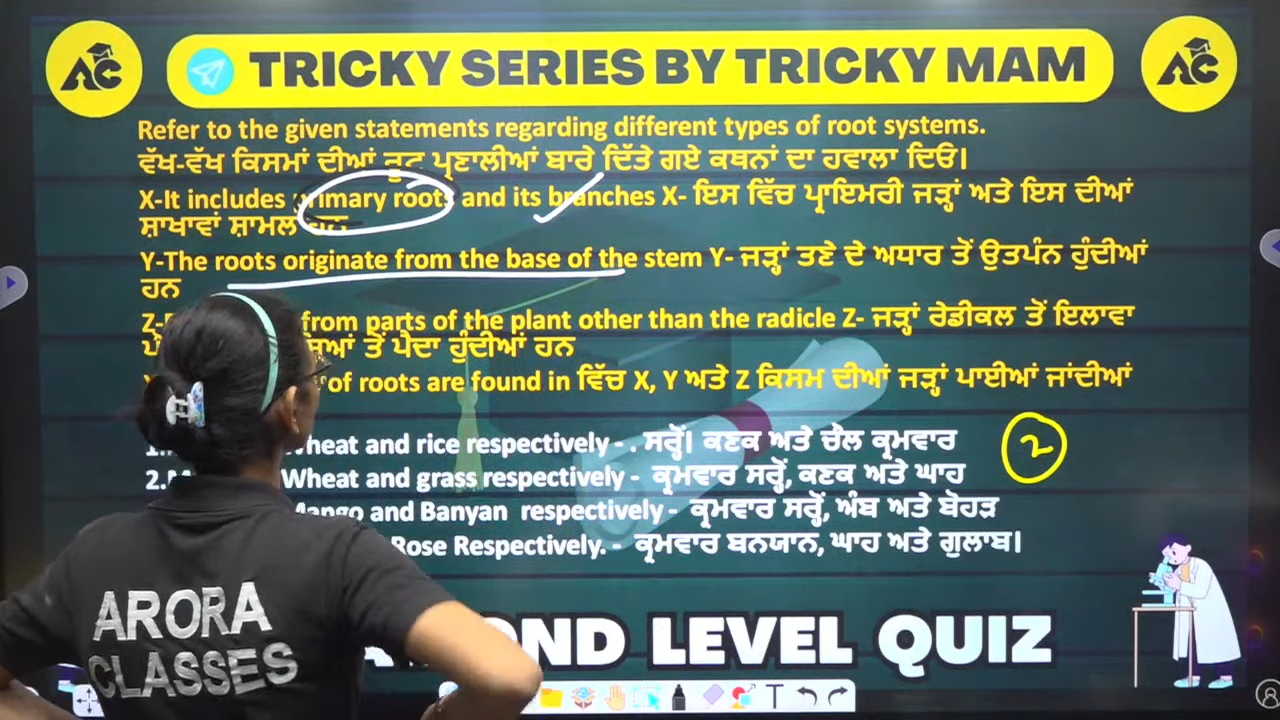 AC
TRICKY SERIES BY TRICKY MAM
AC
Refer to the given statements regarding different types of root systems.
ਵੱਖ-ਵੱਖ ਕਿਸਮਾਂ ਦੀਆਂ ਰੂਟ ਪ੍ਰਣਾਲੀਆਂ ਬਾਰੇ ਦਿੱਤੇ ਗਏ ਕਥਨਾਂ ਦਾ ਹਵਾਲਾ ਦਿਓ।
X-It includes primary roots and its branches X- ਇਸ ਵਿੱਚ ਪ੍ਰਾਇਮਰੀ ਜੜ੍ਹਾਂ ਅਤੇ ਇਸ ਦੀਆਂ
ਸ਼ਾਖਾਵਾਂ ਸ਼ਾਮਲ ਹਨ
Y-The roots originate from the base of the stem Y- ਜੜ੍ਹਾਂ ਤਣੇ ਦੇ ਅਧਾਰ ਤੋਂ ਉਤਪੰਨ ਹੁੰਦੀਆਂ
ਹਨ
from parts of the plant other than the radicle Z- ਜੜ੍ਹਾਂ ਰੇਡੀਕਲ ਤੋਂ ਇਲਾਵਾ
ਤੋਂ ਪੈਦਾ ਹੁੰਦੀਆਂ ਹਨ
of roots are found in ਵਿੱਚ X, Y ਅਤੇ Z ਕਿਸਮ ਦੀਆਂ ਜੜ੍ਹਾਂ ਪਾਈਆਂ ਜਾਂਦੀਆਂ
wheat and rice respectively - . ਸਰ੍ਹੋਂ। ਕਣਕ ਅਤੇ ਚੌਲ ਕ੍ਰਮਵਾਰ
2
2. Wheat and grass respectively - ਕ੍ਰਮਵਾਰ ਸਰ੍ਹੋਂ, ਕਣਕ ਅਤੇ ਘਾਹ
Mango and Banyan respectively - ਕ੍ਰਮਵਾਰ ਸਰ੍ਹੋਂ, ਅੰਬ ਅਤੇ ਬੋਹੜ
Rose Respectively. - ਕ੍ਰਮਵਾਰ ਬਨਯਾਨ, ਘਾਹ ਅਤੇ ਗੁਲਾਬ।
ARORA
CLASSES
LEVEL QUIZ